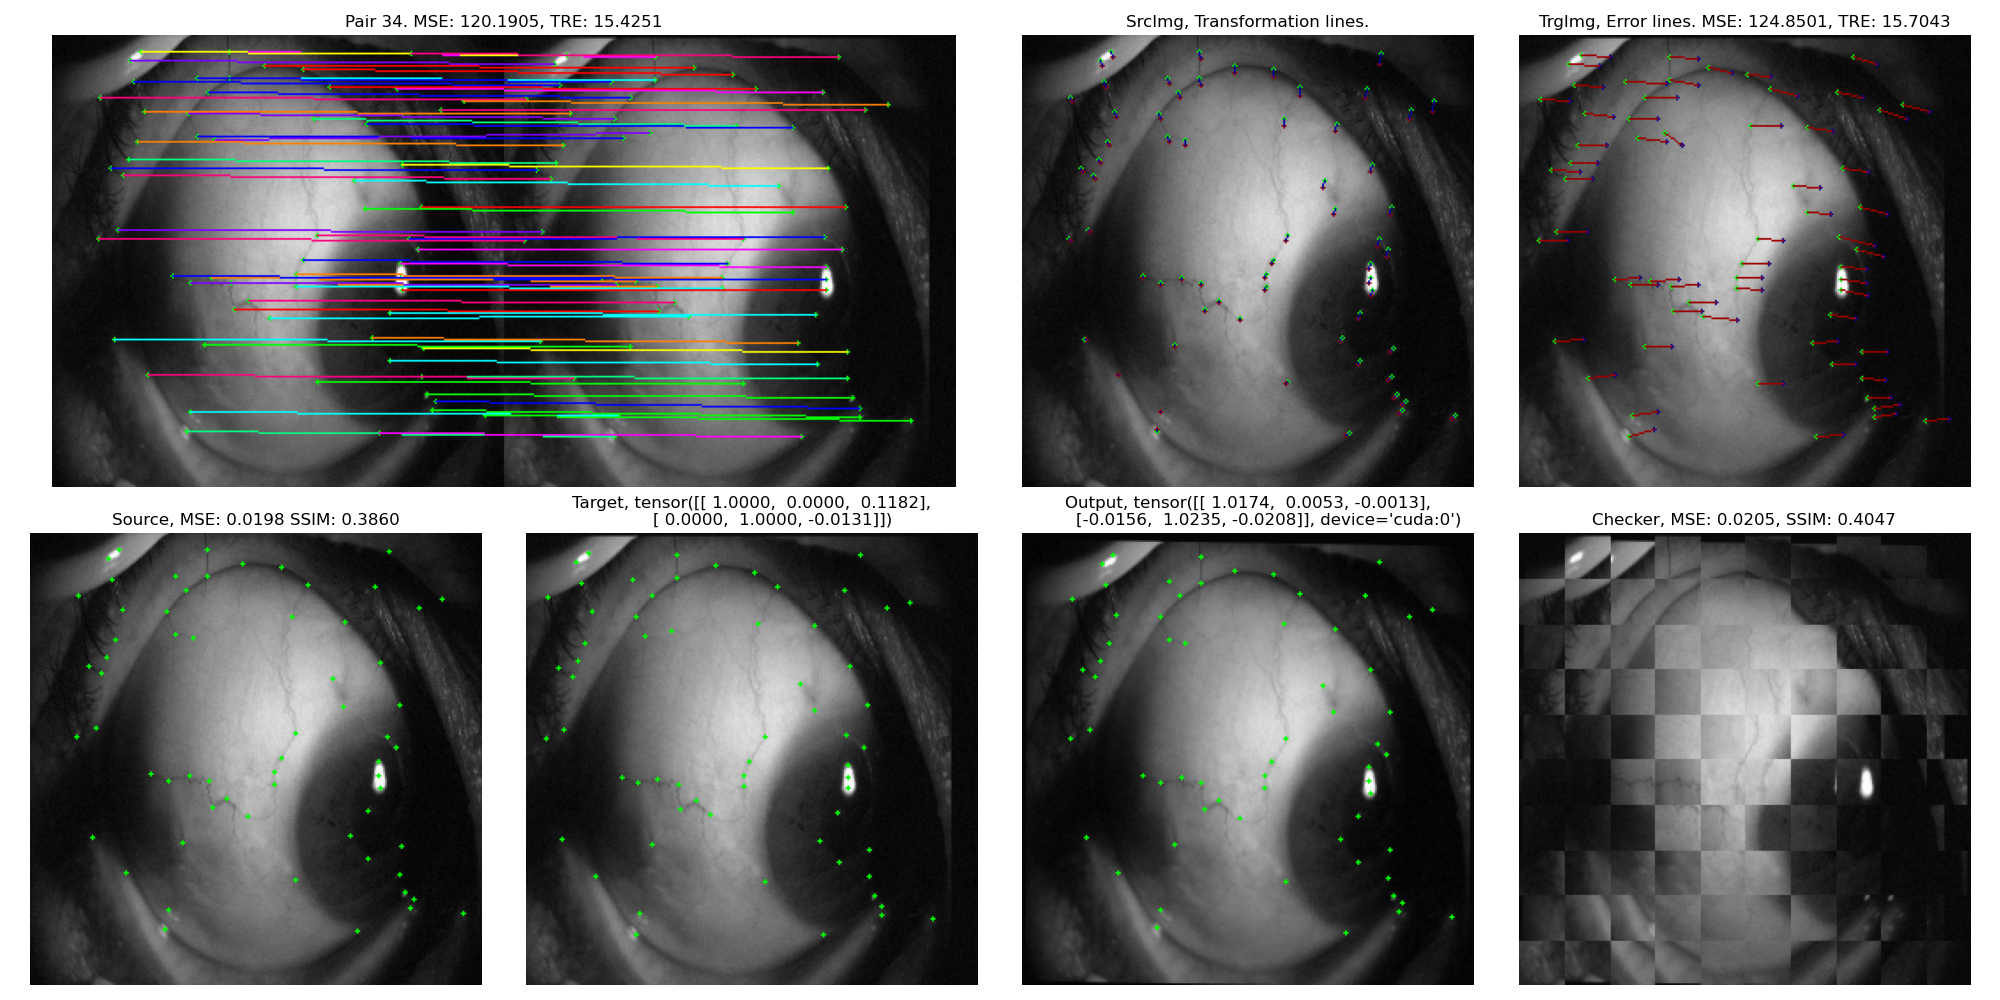 Pair 34. MSE: 120.1905, TRE: 15.4251
SrcImg, Transformation lines.
TrgImg, Error lines. MSE: 124.8501, TRE: 15.7043
Source, MSE: 0.0198 SSIM: 0.3860
Target, tensor([[ 1.0000, 0.0000, 0.1182],
[ 0.0000, 1.0000, -0.0131]])
Output, tensor([[ 1.0174, 0.0053, -0.0013],
[-0.0156, 1.0235, -0.0208]], device='cuda:0')
Checker, MSE: 0.0205, SSIM: 0.4047